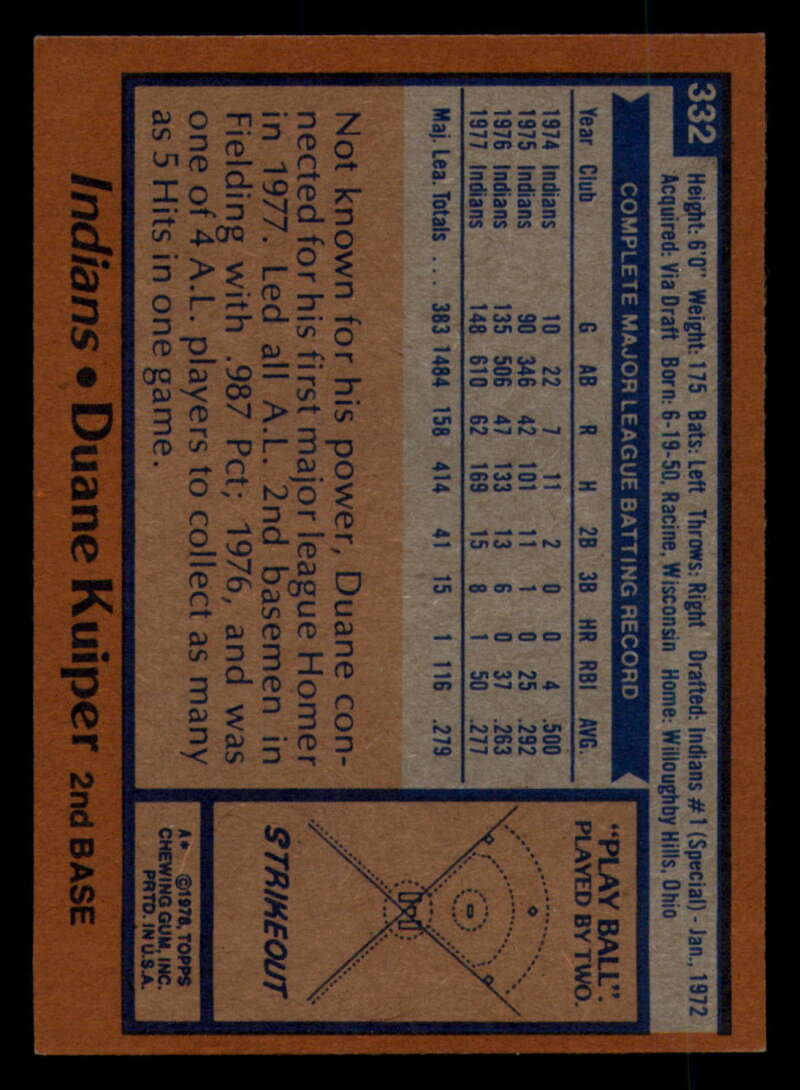 332
Height: 6'0" Weight: 175 Bats: Left Throws: Right Drafted: Indians #1 (Special) - Jan., 1972
Acquired: Via Draft Born: 6-19-50, Racine, Wisconsin Home: Willoughby Hills, Ohio
COMPLETE MAJOR LEAGUE BATTING RECORD
Year Club G AB R H 2B 3B HR RBI AVG.
1974 Indians 10 22 7 11 2 0 0 4 .500
1975 Indians 90 346 42 101 11 1 0 25 .292
1976 Indians 135 506 47 133 13 6 0 37 .263
1977 Indians 148 610 62 169 15 8 1 50 .277
Maj. Lea. Totals ... 383 1484 158 414 41 15 1 116 .279
Not known for his power, Duane con-
nected for his first major league Homer
in 1977. Led all A.L. 2nd basemen in
Fielding with .987 Pct; 1976, and was
one of 4 A.L. players to collect as many
as 5 Hits in one game.
"PLAY BALL".
PLAYED BY TWO.
STRIKEOUT
A* ©1978, TOPPS
CHEWING GUM, INC.
PRTD. IN U.S.A.
Indians • Duane Kuiper 2nd BASE